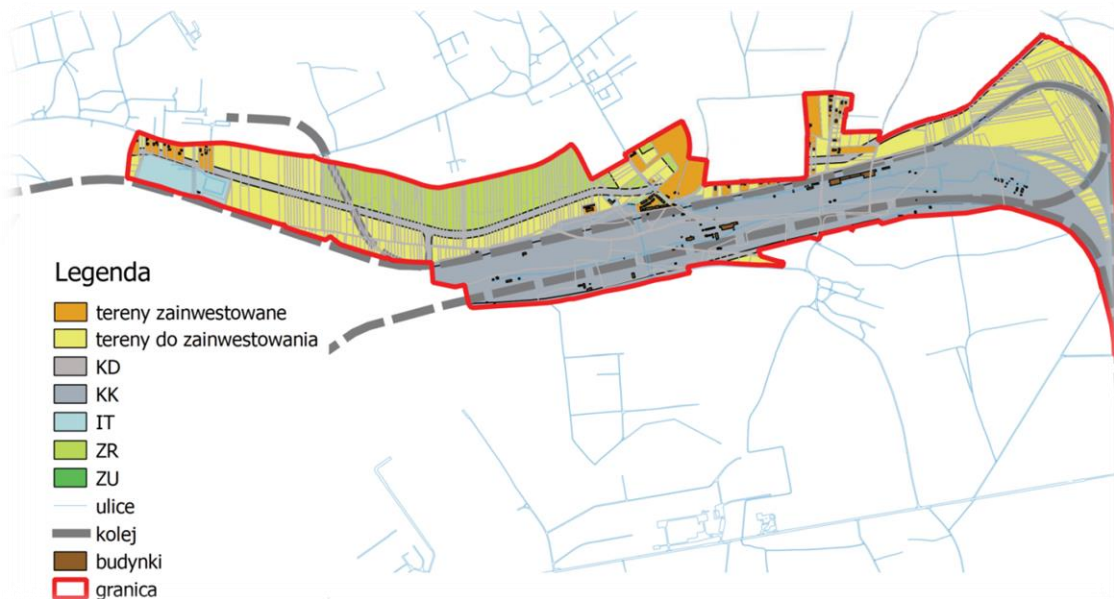 Legenda
tereny zainwestowane
tereny do zainwestowania
KD
KK
IT
ZR
ZU
ulice
kolej
budynki
granica